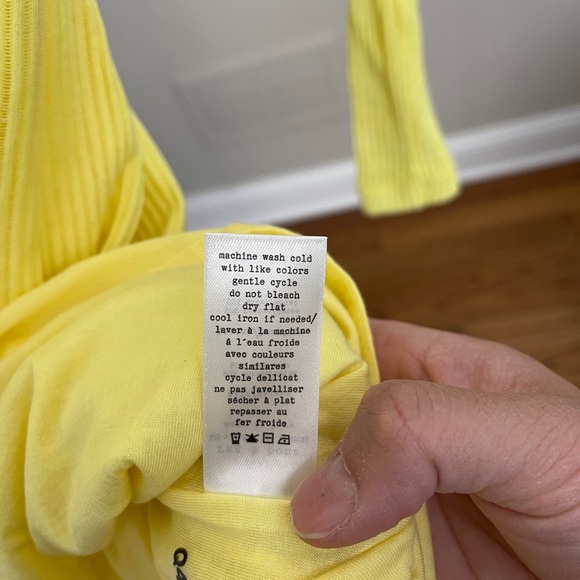 machine wash cold
with like colors
gentle cycle
do not bleach
dry flat
cool iron if needed/
laver à la machine
á l'eau froide
avec couleurs
similaires
cycle dellicat
ne pas javelliser
sécher à plat
repasser au
fer froide